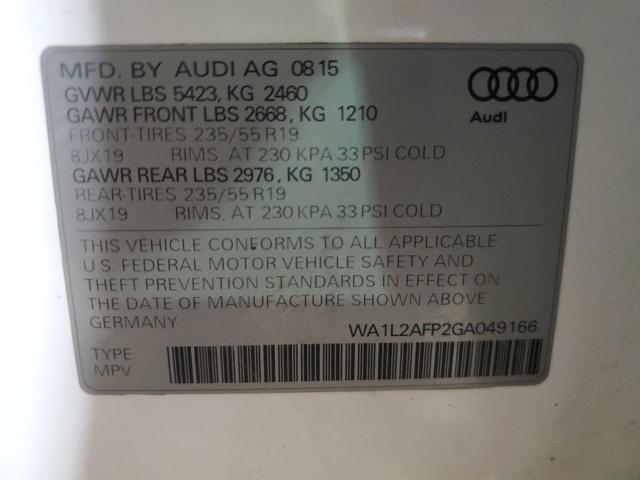 MFD. BY AUDI AG 0815
GVWR LBS 5423, KG 2460
GAWR FRONT LBS 2668, KG 1210
FRONT-TIRES 235/55 R19
8JX19 RIMS, AT 230 KPA 33 PSI COLD
GAWR REAR LBS 2976, KG 1350
REAR-TIRES 235/55 R19
8JX19 RIMS, AT 230 KPA 33 PSI COLD
Audi
THIS VEHICLE CONFORMS TO ALL APPLICABLE
U.S. FEDERAL MOTOR VEHICLE SAFETY AND
THEFT PREVENTION STANDARDS IN EFFECT ON
THE DATE OF MANUFACTURE SHOWN ABOVE
GERMANY WA1L2AFP2GA049166
TYPE
MPV